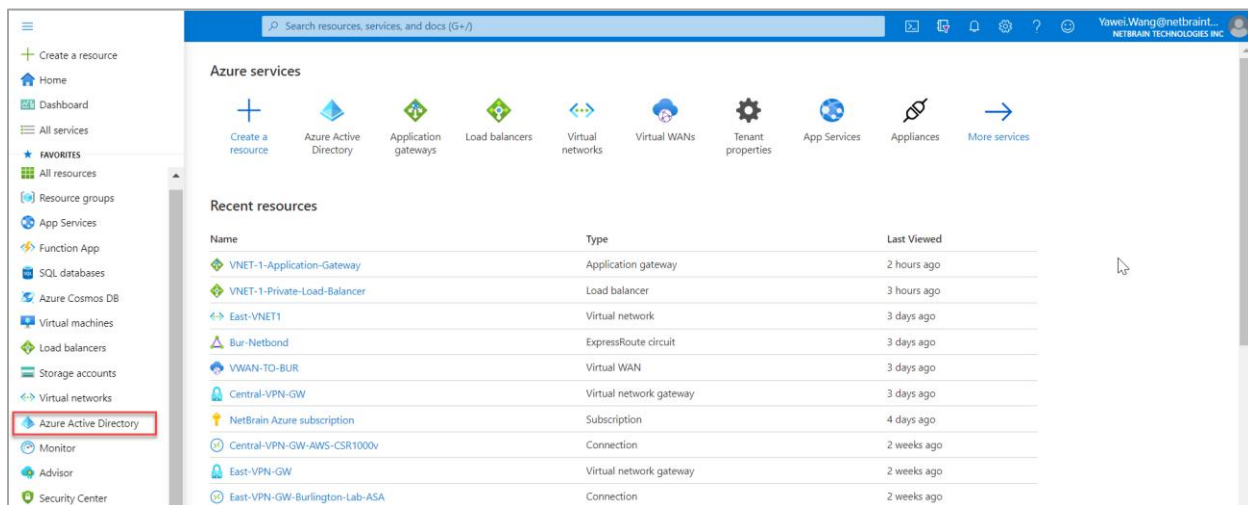 Search resources, services, and docs (G+/)
Yawei.Wang@netbraint...
NETBRAIN TECHNOLOGIES INC
Create a resource
Home
Dashboard
All services
FAVORITES
All resources
Resource groups
App Services
Function App
SQL databases
Azure Cosmos DB
Virtual machines
Load balancers
Storage accounts
Virtual networks
Azure Active Directory
Monitor
Advisor
Security Center
Azure services
Create a resource
Azure Active Directory
Application gateways
Load balancers
Virtual networks
Virtual WANs
Tenant properties
App Services
Appliances
More services
Recent resources
Name Type Last Viewed
VNET-1-Application-Gateway Application gateway 2 hours ago
VNET-1-Private-Load-Balancer Load balancer 3 hours ago
East-VNET1 Virtual network 3 days ago
Bur-Netbond ExpressRoute circuit 3 days ago
VWAN-TO-BUR Virtual WAN 3 days ago
Central-VPN-GW Virtual network gateway 3 days ago
NetBrain Azure subscription Subscription 4 days ago
Central-VPN-GW-AWS-CSR1000v Connection 2 weeks ago
East-VPN-GW Virtual network gateway 2 weeks ago
East-VPN-GW-Burlington-Lab-ASA Connection 2 weeks ago